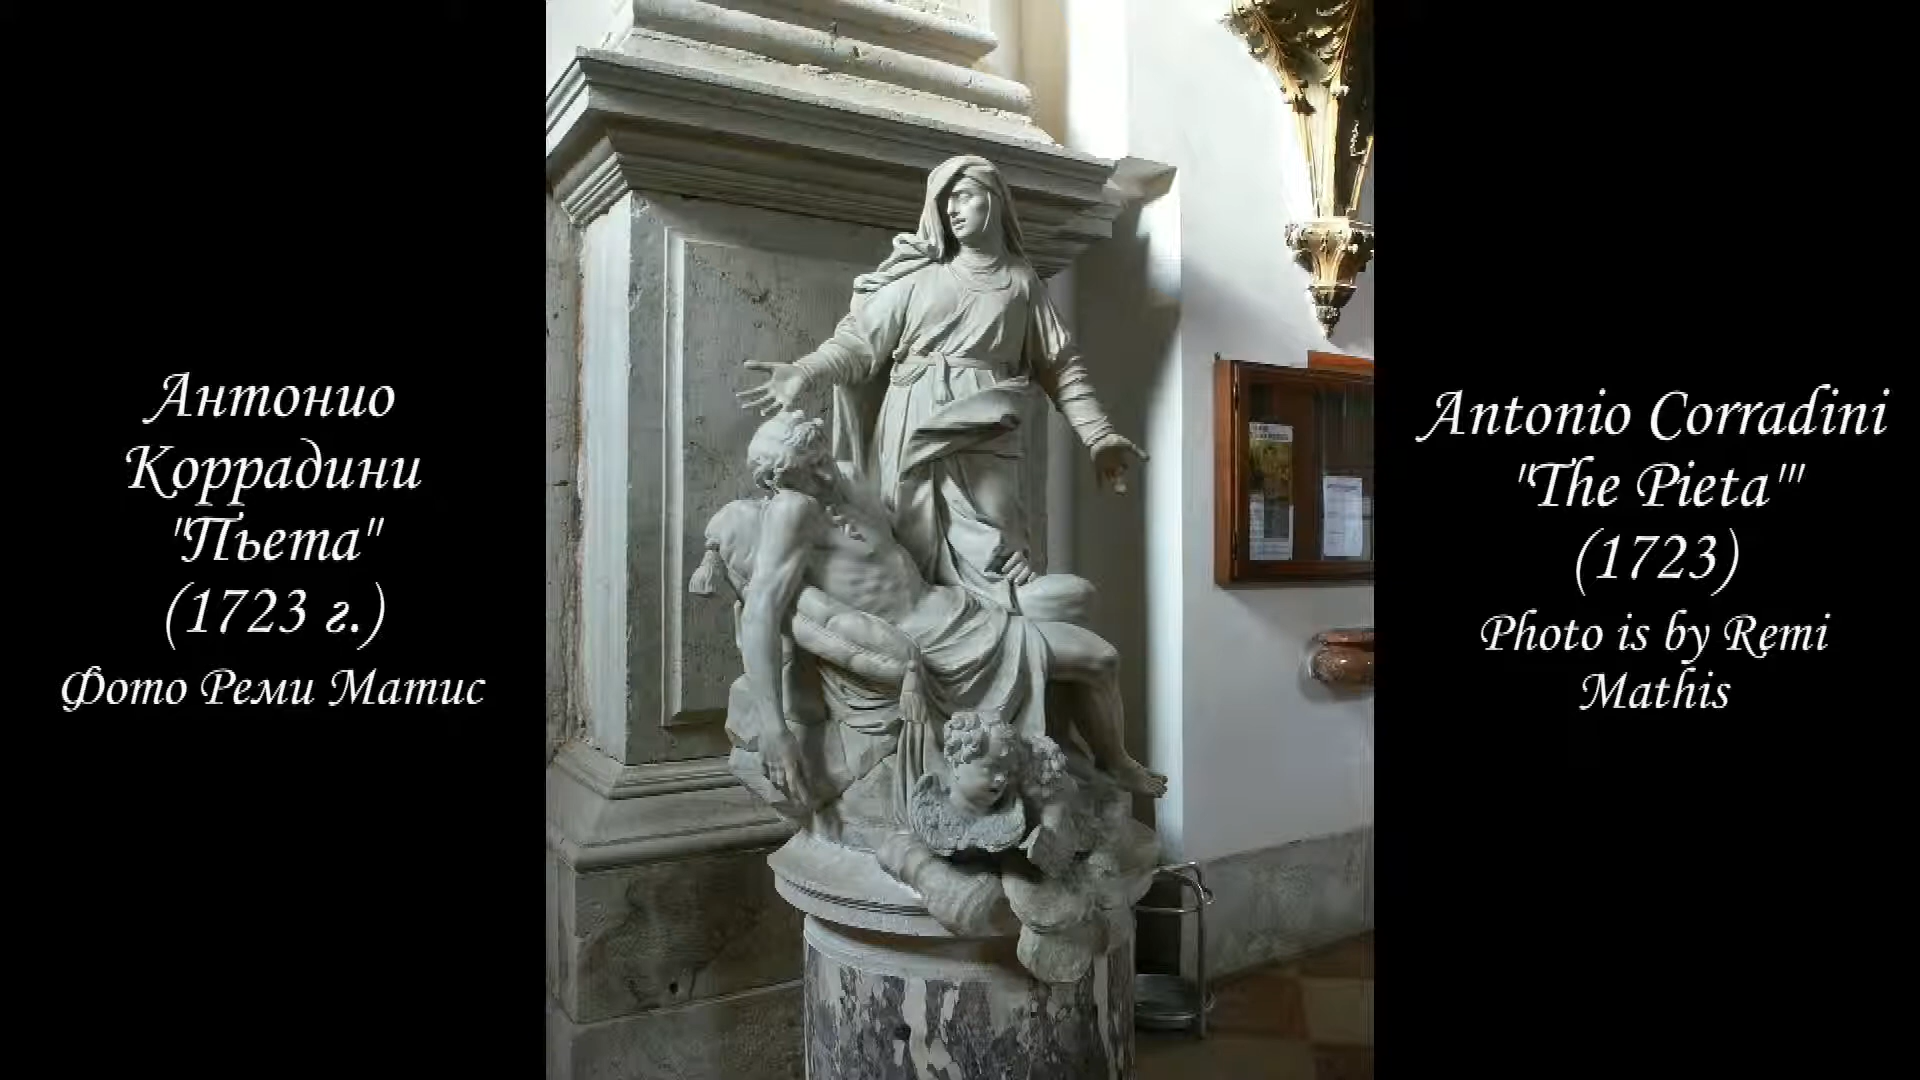 Антонио
Коррадини
"Пьета"
(1723 г.)
Фото Реми Матис
Antonio Corradini
"The Pieta'"
(1723)
Photo is by Remi
Mathis